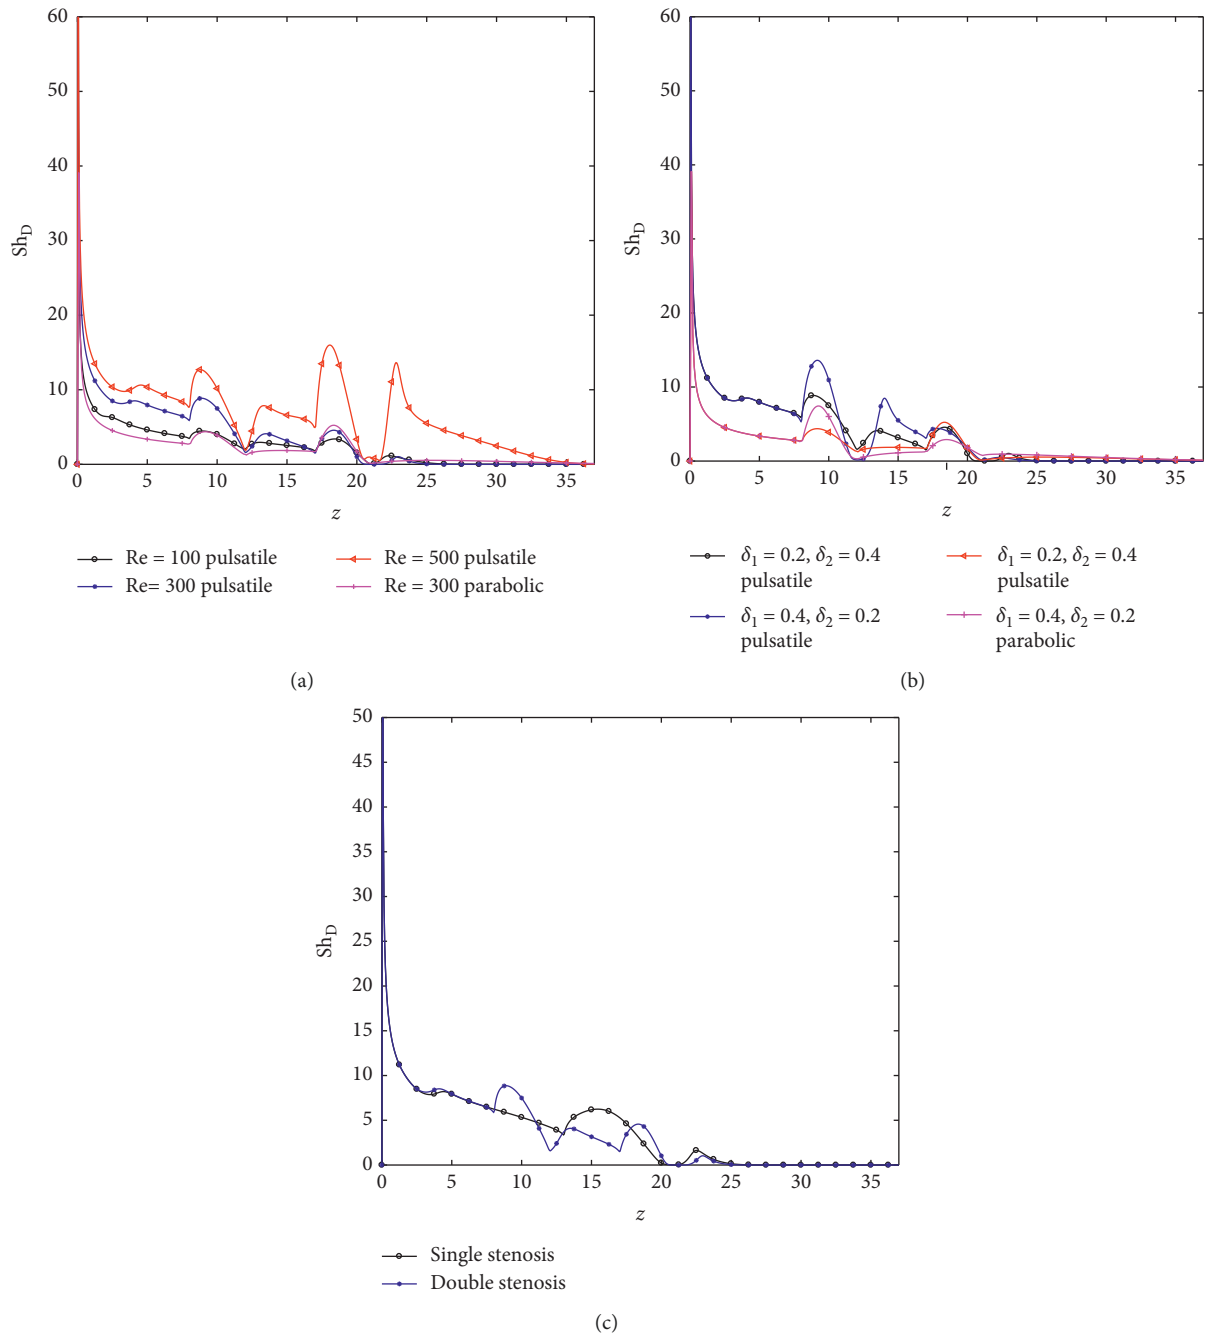 60
50
40
30
20
10
0
Sh_D
0 5 10 15 20 25 30 35
z
Re = 100 pulsatile
Re= 300 pulsatile
Re = 500 pulsatile
Re = 300 parabolic
(a)
60
50
40
30
20
10
0
Sh_D
0 5 10 15 20 25 30 35
z
δ₁ = 0.2, δ₂ = 0.4
pulsatile
δ₁ = 0.4, δ₂ = 0.2
pulsatile
δ₁ = 0.2, δ₂ = 0.4
pulsatile
δ₁ = 0.4, δ₂ = 0.2
parabolic
(b)
50
45
40
35
30
25
20
15
10
5
0
Sh_D
0 5 10 15 20 25 30 35
z
Single stenosis
Double stenosis
(c)